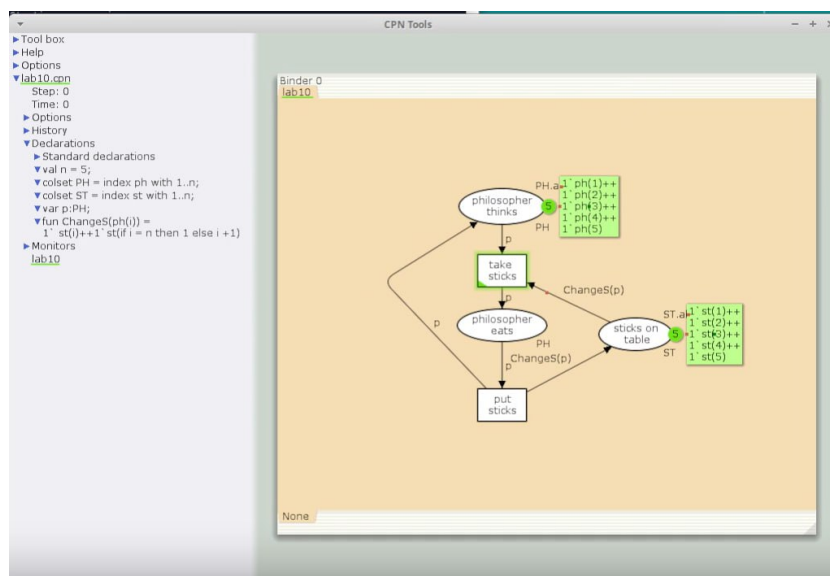 CPN Tools
Tool box
Help
Options
lab10.cpn
Step: 0
Time: 0
Options
History
Declarations
Standard declarations
val n = 5;
colset PH = index ph with 1..n;
colset ST = index st with 1..n;
var p:PH;
fun ChangeS(ph(i)) =
1` st(i)++1`st(if i = n then 1 else i +1)
Monitors
lab10
Binder 0
lab10
PH.a
1`ph(1)++
1`ph(2)++
1`ph(3)++
1`ph(4)++
1`ph(5)
philosopher
thinks
5
PH
p
take
sticks
ChangeS(p)
p
p
philosopher
eats
PH
ChangeS(p)
p
ST.a
1`st(1)++
1`st(2)++
1`st(3)++
1`st(4)++
1`st(5)
sticks on
table
5
ST
put
sticks
None